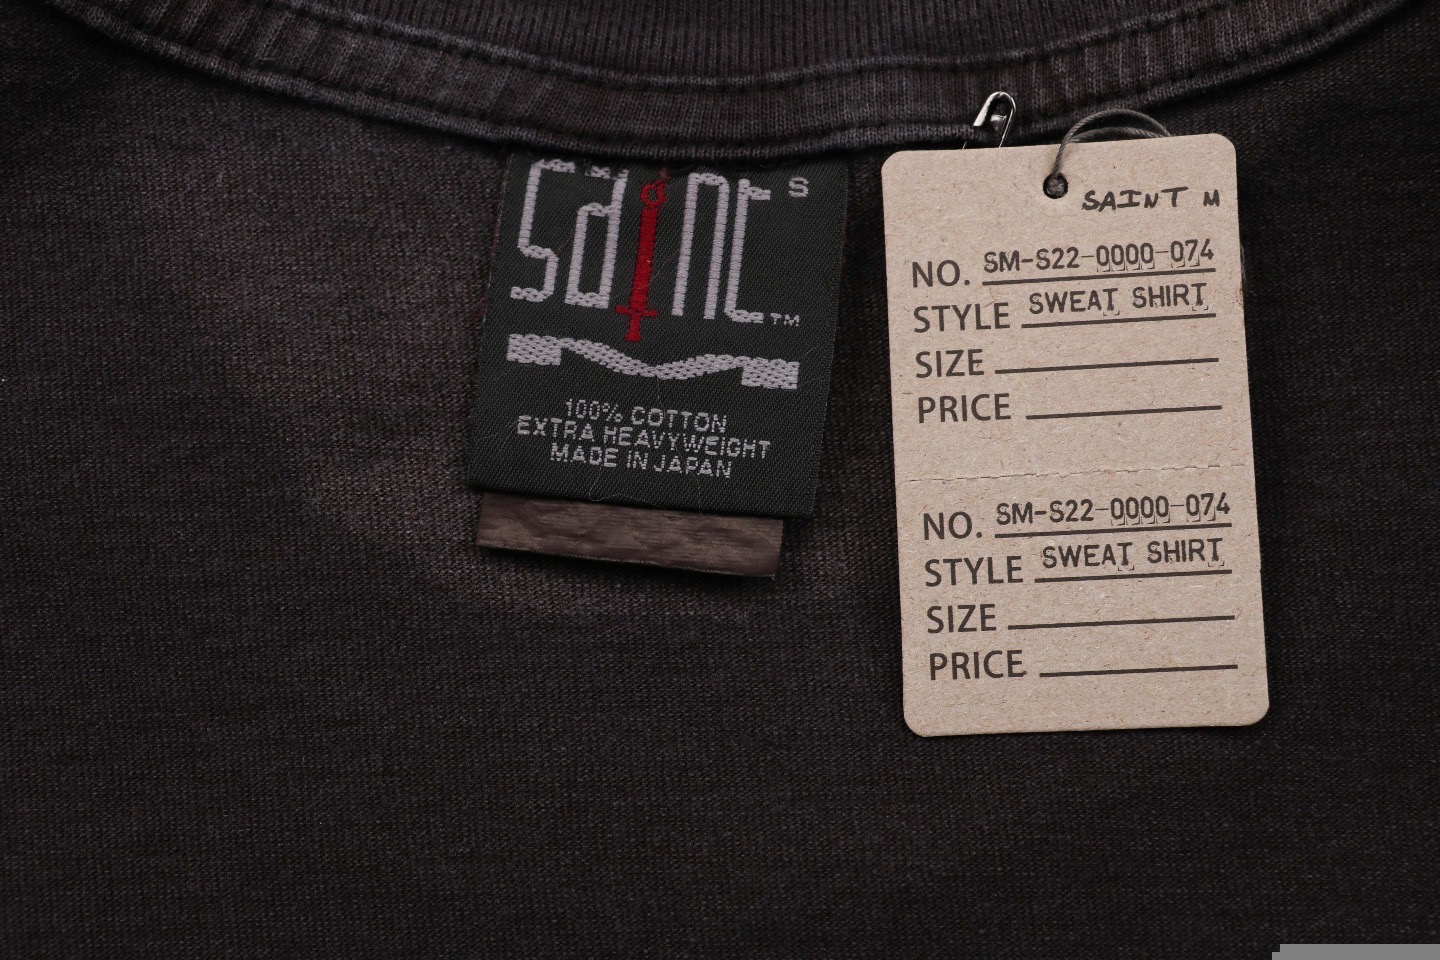 saint S
TM
100% COTTON
EXTRA HEAVYWEIGHT
MADE IN JAPAN
SAINT M
NO. SM-S22-0000-074
STYLE SWEAT SHIRT
SIZE
PRICE
NO. SM-S22-0000-074
STYLE SWEAT SHIRT
SIZE
PRICE